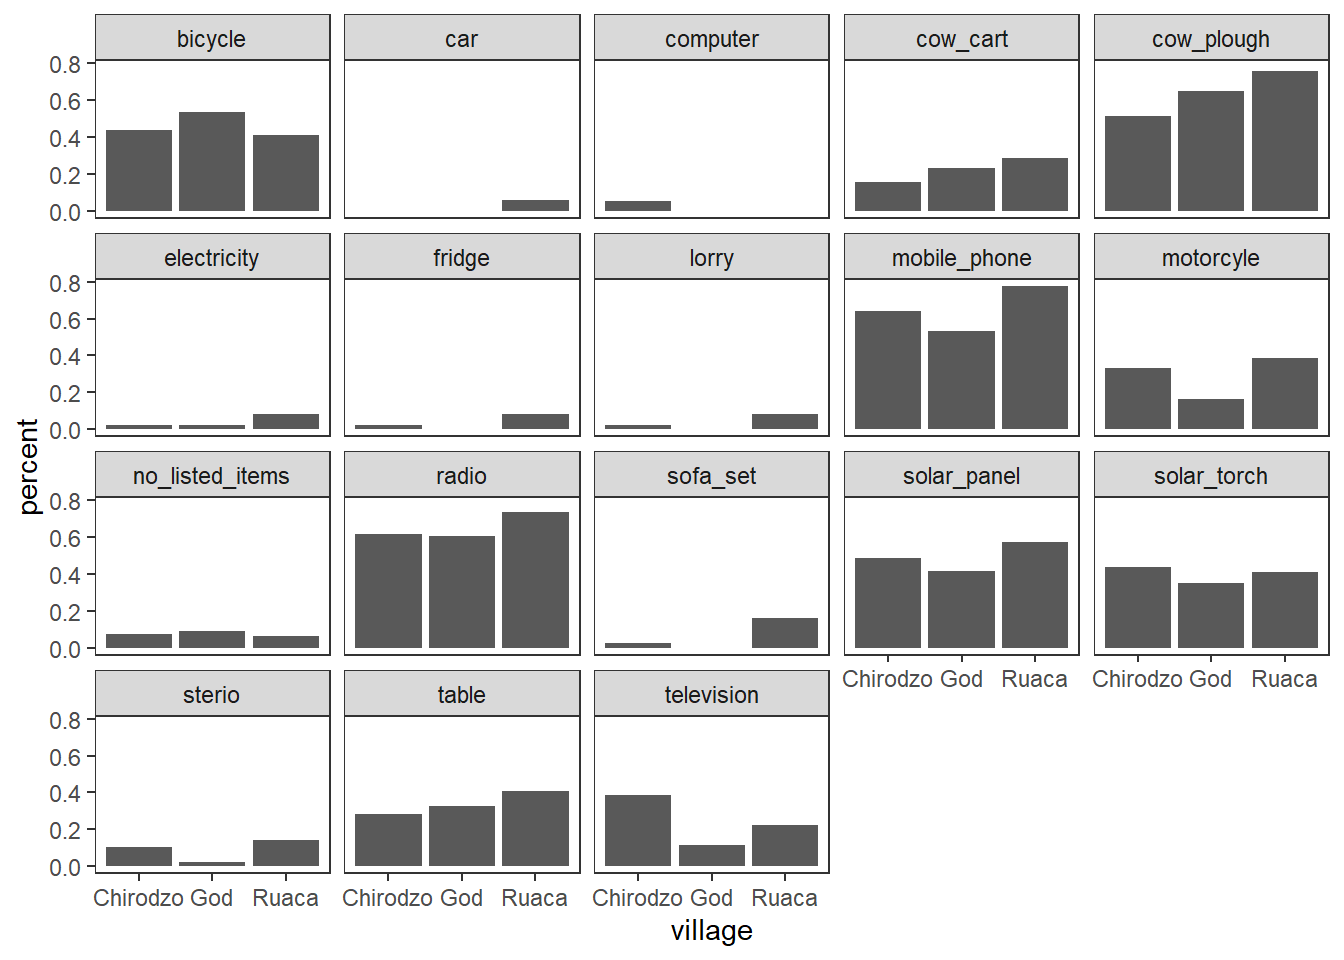 bicycle car computer cow_cart cow_plough
0.8
0.6
0.4
0.2
0.0
electricity fridge lorry mobile_phone motorcyle
0.8
0.6
0.4
0.2
0.0
percent
no_listed_items radio sofa_set solar_panel solar_torch
0.8
0.6
0.4
0.2
0.0
Chirodzo God Ruaca Chirodzo God Ruaca
sterio table television
0.8
0.6
0.4
0.2
0.0
Chirodzo God Ruaca Chirodzo God Ruaca Chirodzo God Ruaca
village